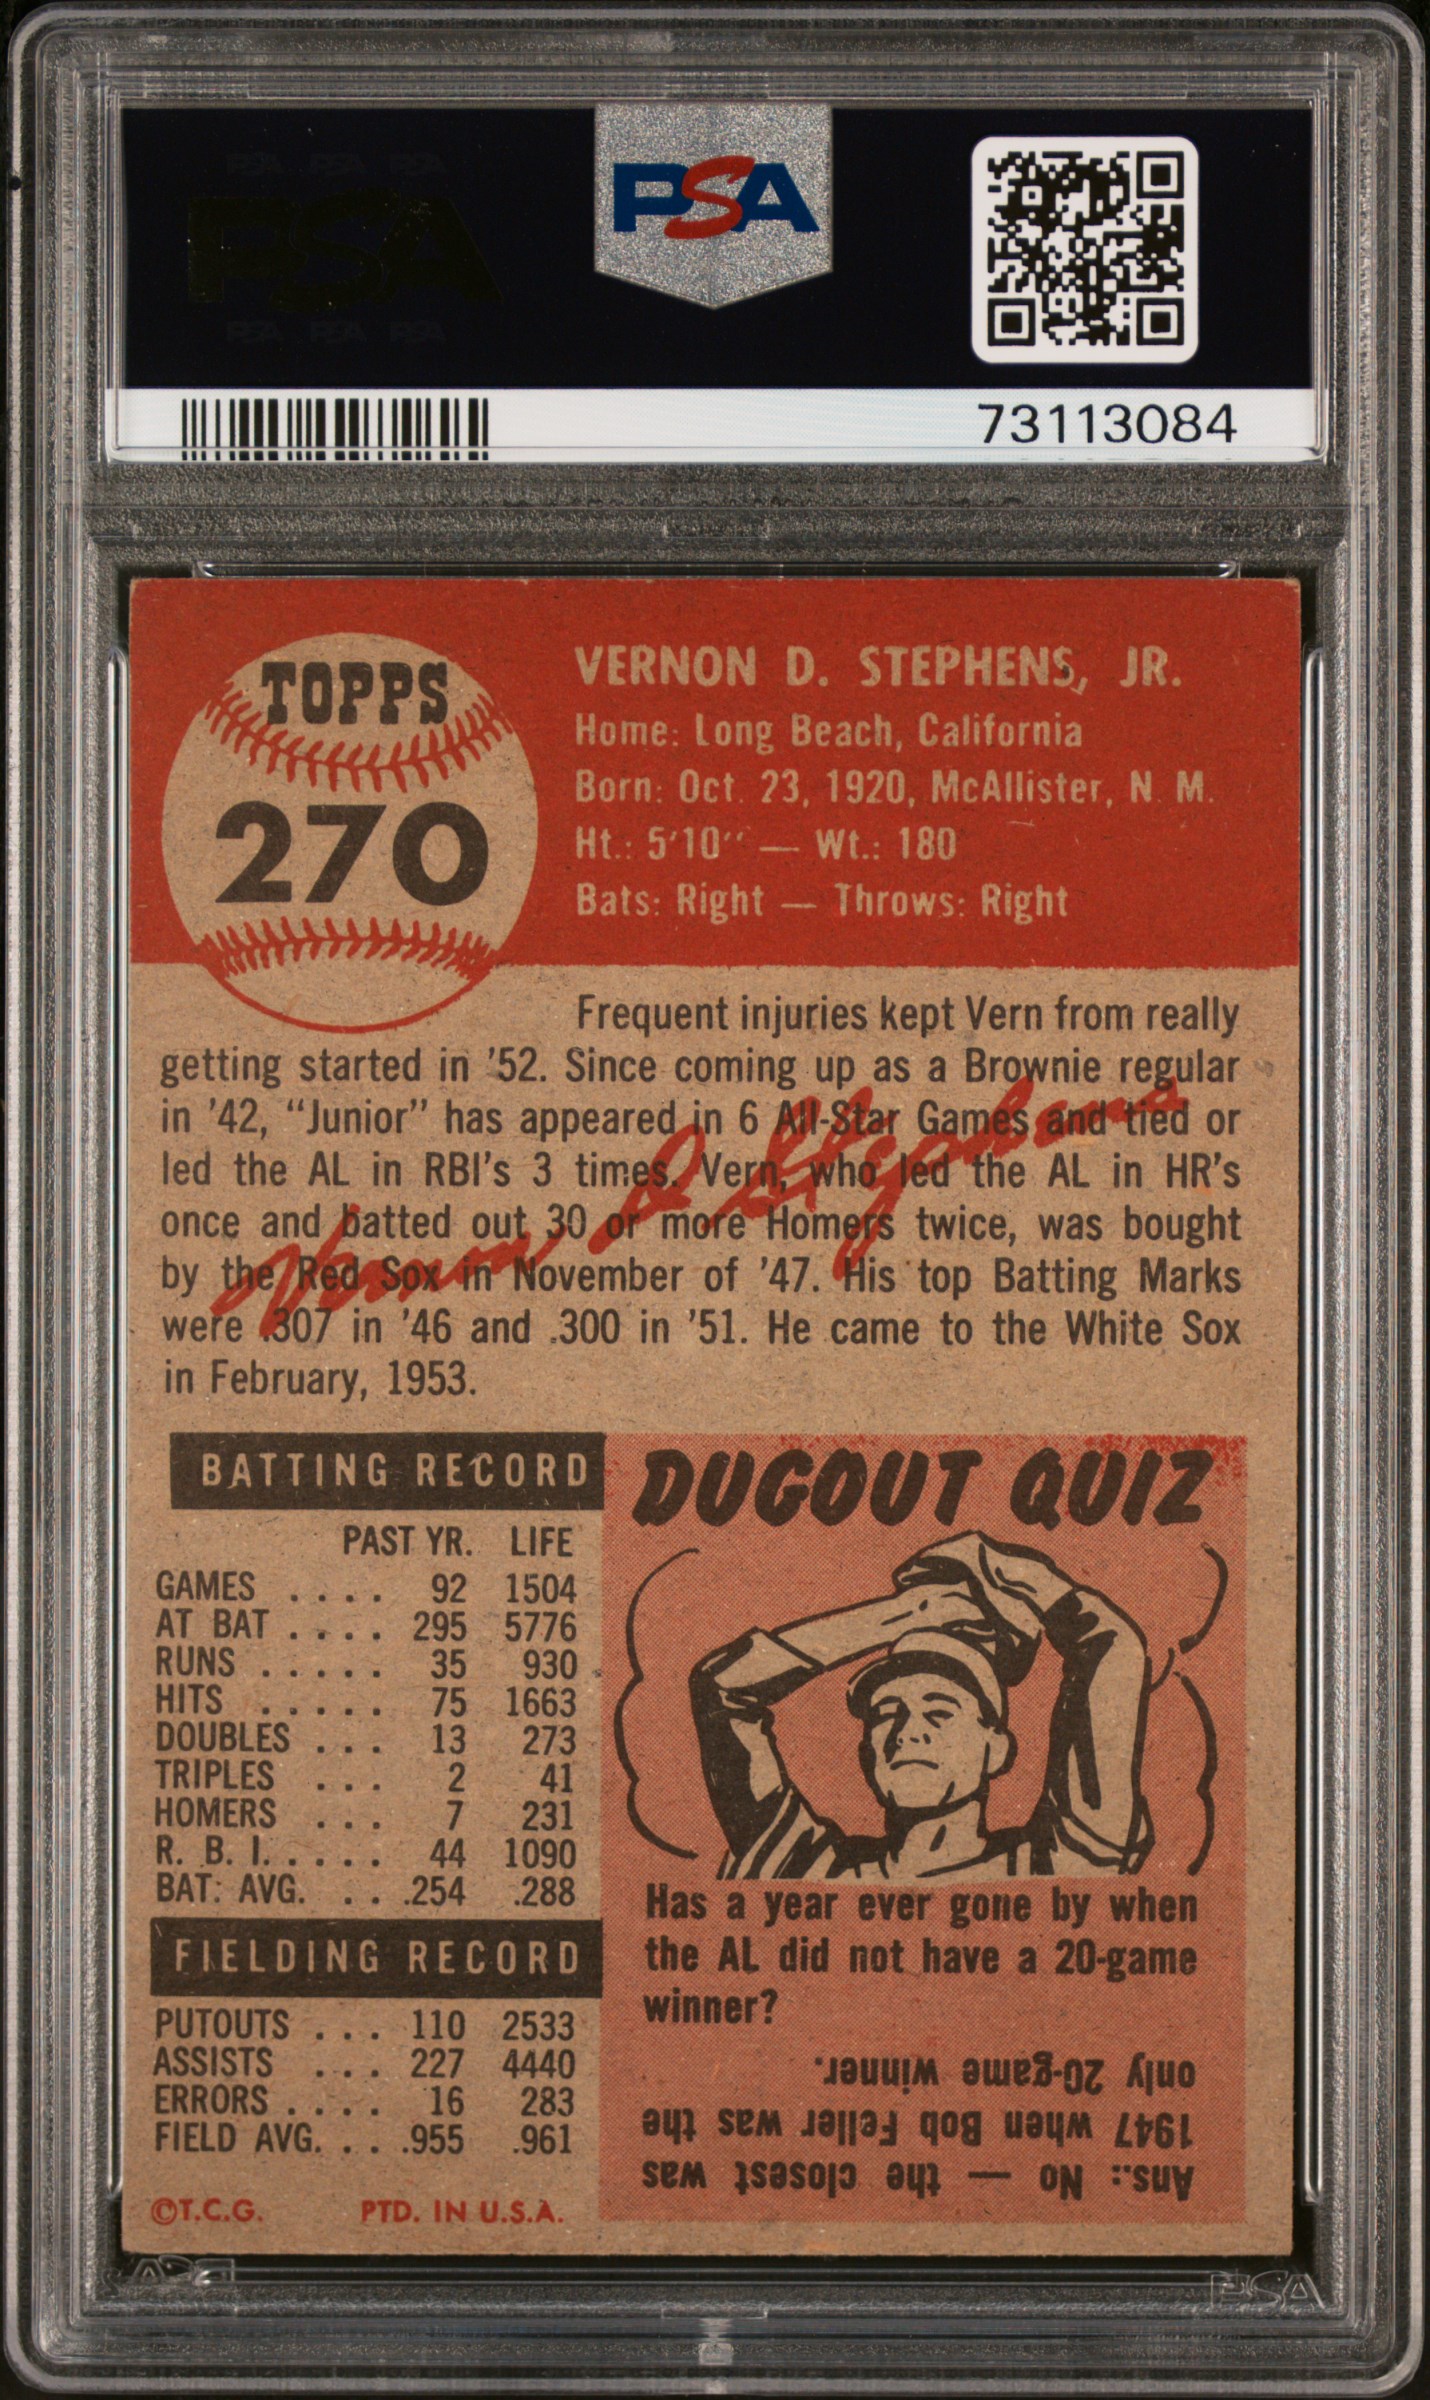 PSA
73113084
TOPPS
270
VERNON D. STEPHENS, JR.
Home: Long Beach, California
Born: Oct. 23, 1920, McAllister, N. M.
Ht.: 5'10'' — Wt.: 180
Bats: Right — Throws: Right
Frequent injuries kept Vern from really
getting started in '52. Since coming up as a Brownie regular
in '42, "Junior" has appeared in 6 All-Star Games and tied or
led the AL in RBI's 3 times. Vern, who led the AL in HR's
once and batted out 30 or more Homers twice, was bought
by the Red Sox in November of '47. His top Batting Marks
were .307 in '46 and .300 in '51. He came to the White Sox
in February, 1953.
Vernon D Stephens
BATTING RECORD
PAST YR. LIFE
GAMES .... 92 1504
AT BAT .... 295 5776
RUNS ..... 35 930
HITS ..... 75 1663
DOUBLES ... 13 273
TRIPLES ... 2 41
HOMERS ... 7 231
R. B. I. .... 44 1090
BAT. AVG. ... .254 .288
FIELDING RECORD
PUTOUTS ... 110 2533
ASSISTS ... 227 4440
ERRORS .... 16 283
FIELD AVG. ... .955 .961
©T.C.G. PTD. IN U.S.A.
DUGOUT QUIZ
Has a year ever gone by when
the AL did not have a 20-game
winner?
Ans.: No — the closest was
1947 when Bob Feller was the
only 20-game winner.
PSA
PSA